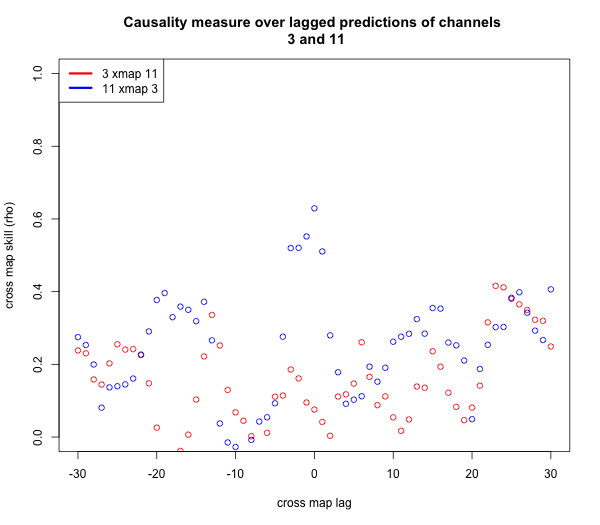 Causality measure over lagged predictions of channels
3 and 11
3 xmap 11
11 xmap 3
cross map skill (rho)
1.0
0.8
0.6
0.4
0.2
0.0
-30 -20 -10 0 10 20 30
cross map lag